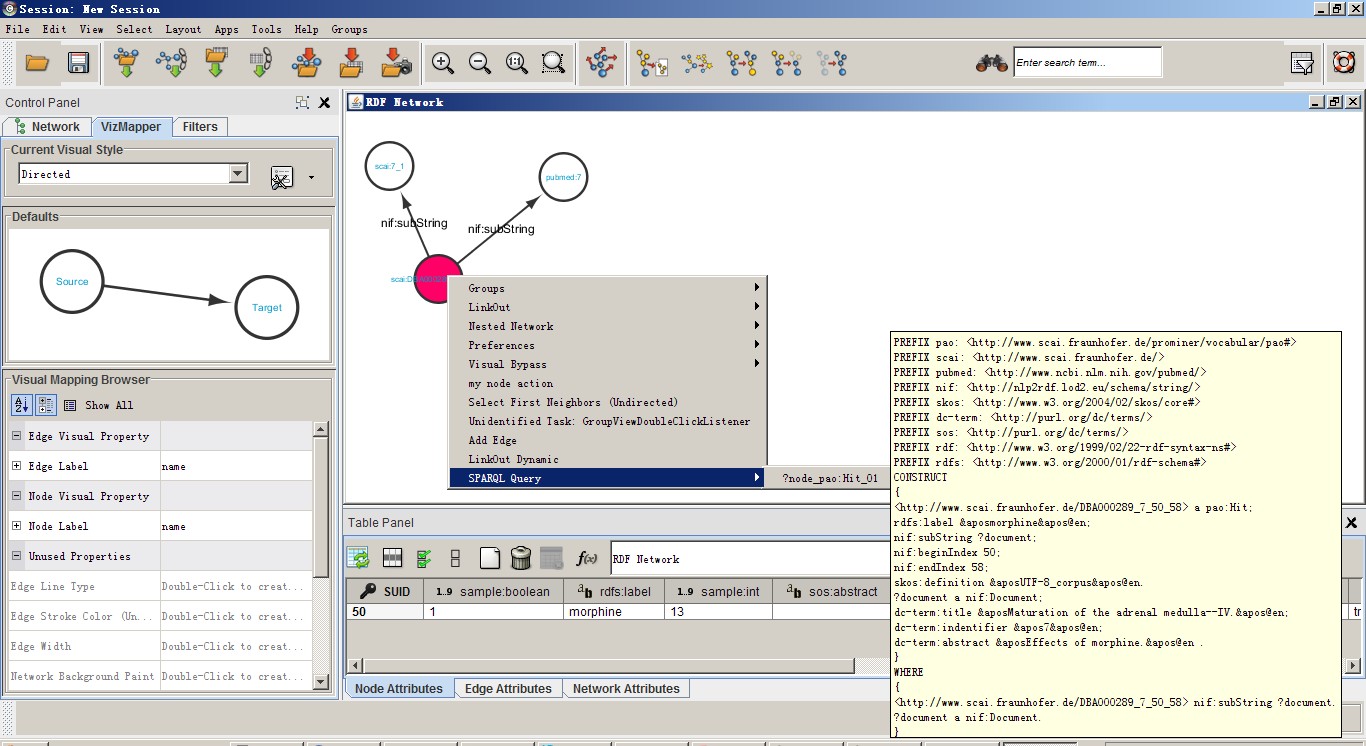 Session: New Session
File Edit View Select Layout Apps Tools Help Groups
Enter search term...
Control Panel
Network VizMapper Filters
Current Visual Style
Directed
Defaults
Source
Target
Visual Mapping Browser
Show All
Edge Visual Property
Edge Label name
Node Visual Property
Node Label name
Unused Properties
Edge Line Type Double-Click to creat...
Edge Stroke Color (Un... Double-Click to creat...
Edge Width Double-Click to creat...
Network Background Paint Double-Click to creat...
RDF Network
scai:7_1
pubmed:7
nif:subString
nif:subString
Groups
LinkOut
Nested Network
Preferences
Visual Bypass
my node action
Select First Neighbors (Undirected)
Unidentified Task: GroupViewDoubleClickListener
Add Edge
LinkOut Dynamic
SPARQL Query
?node_pao:Hit_01
PREFIX pao: <http://www.scai.fraunhofer.de/prominer/vocabular/pao#>
PREFIX scai: <http://www.scai.fraunhofer.de/>
PREFIX pubmed: <http://www.ncbi.nlm.nih.gov/pubmed/>
PREFIX nif: <http://nlp2rdf.lod2.eu/schema/string/>
PREFIX skos: <http://www.w3.org/2004/02/skos/core#>
PREFIX dc-term: <http://purl.org/dc/terms/>
PREFIX sos: <http://purl.org/dc/terms/>
PREFIX rdf: <http://www.w3.org/1999/02/22-rdf-syntax-ns#>
PREFIX rdfs: <http://www.w3.org/2000/01/rdf-schema#>
CONSTRUCT
{
<http://www.scai.fraunhofer.de/DBA000289_7_50_58> a pao:Hit;
rdfs:label &aposmorphine&apos@en;
nif:subString ?document;
nif:beginIndex 50;
nif:endIndex 58;
skos:definition &aposUTF-8_corpus&apos@en.
?document a nif:Document;
dc-term:title &aposMaturation of the adrenal medulla--IV.&apos@en;
dc-term:indentifier &apos7&apos@en;
dc-term:abstract &aposEffects of morphine.&apos@en .
}
WHERE
{
<http://www.scai.fraunhofer.de/DBA000289_7_50_58> nif:subString ?document.
?document a nif:Document.
}
Table Panel
f(x) RDF Network
SUID 1..9 sample:boolean ab rdfs:label 1..9 sample:int ab sos:abstract
50 1 morphine 13 tr
Node Attributes Edge Attributes Network Attributes